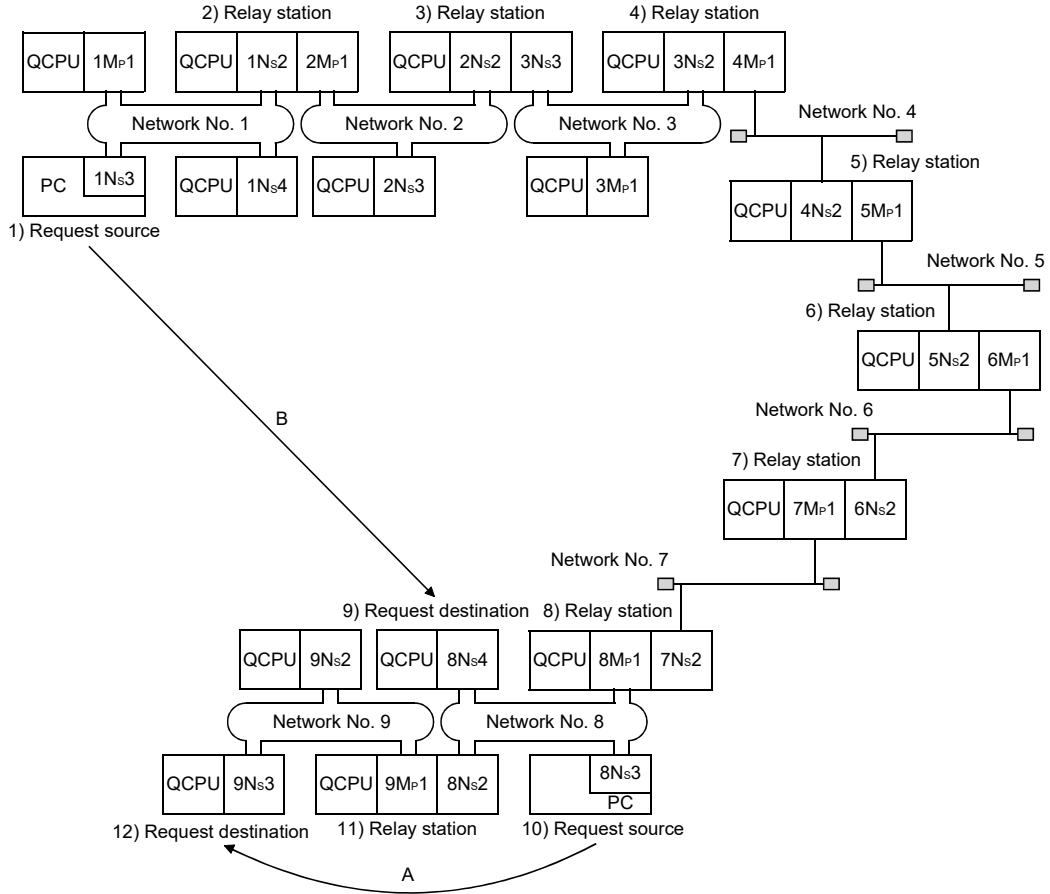 2) Relay station
3) Relay station
4) Relay station
QCPU 1MP1
QCPU 1NS2 2MP1
QCPU 2NS2 3NS3
QCPU 3NS2 4MP1
Network No. 1
Network No. 2
Network No. 3
Network No. 4
PC 1NS3
QCPU 1NS4
QCPU 2NS3
QCPU 3MP1
5) Relay station
QCPU 4NS2 5MP1
1) Request source
Network No. 5
6) Relay station
QCPU 5NS2 6MP1
B
Network No. 6
7) Relay station
QCPU 7MP1 6NS2
Network No. 7
9) Request destination
8) Relay station
QCPU 9NS2
QCPU 8NS4
QCPU 8MP1 7NS2
Network No. 9
Network No. 8
QCPU 9NS3
QCPU 9MP1 8NS2
8NS3
PC
12) Request destination
11) Relay station
10) Request source
A